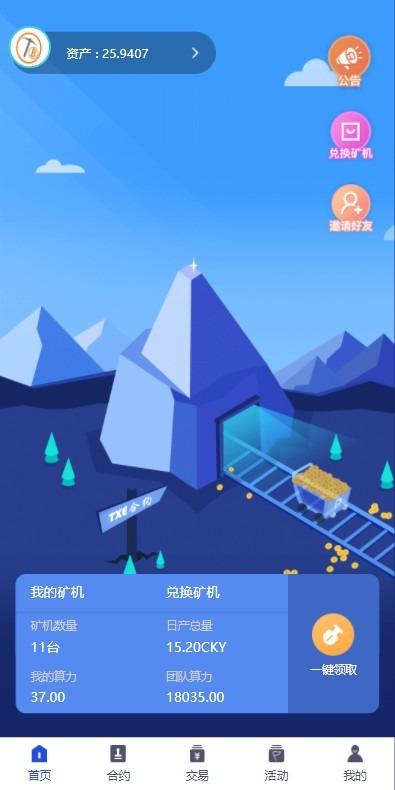 资产 : 25.9407
公告
兑换矿机
邀请好友
TXE合约
我的矿机 兑换矿机
矿机数量 日产总量
11台 15.20CKY
我的算力 团队算力
37.00 18035.00
一键领取
首页 合约 交易 活动 我的